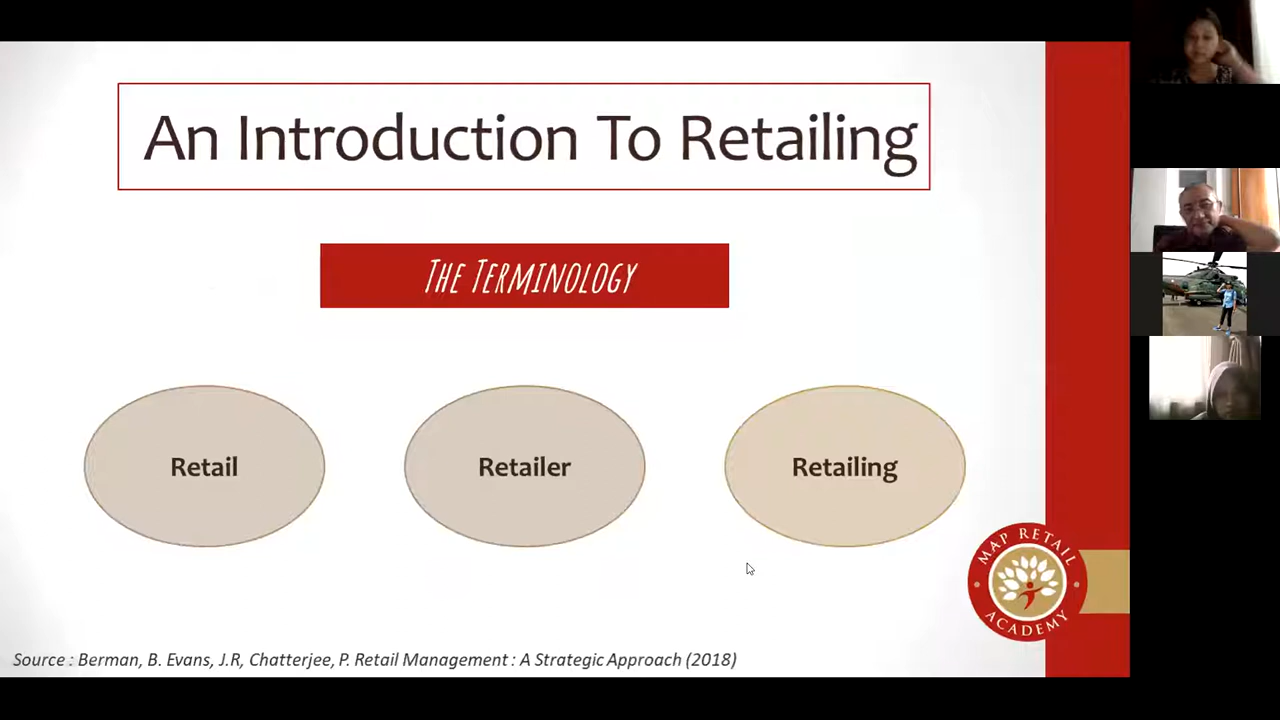 An Introduction To Retailing
THE TERMINOLOGY
Retail
Retailer
Retailing
MAP RETAIL
ACADEMY
Source : Berman, B. Evans, J.R, Chatterjee, P. Retail Management : A Strategic Approach (2018)